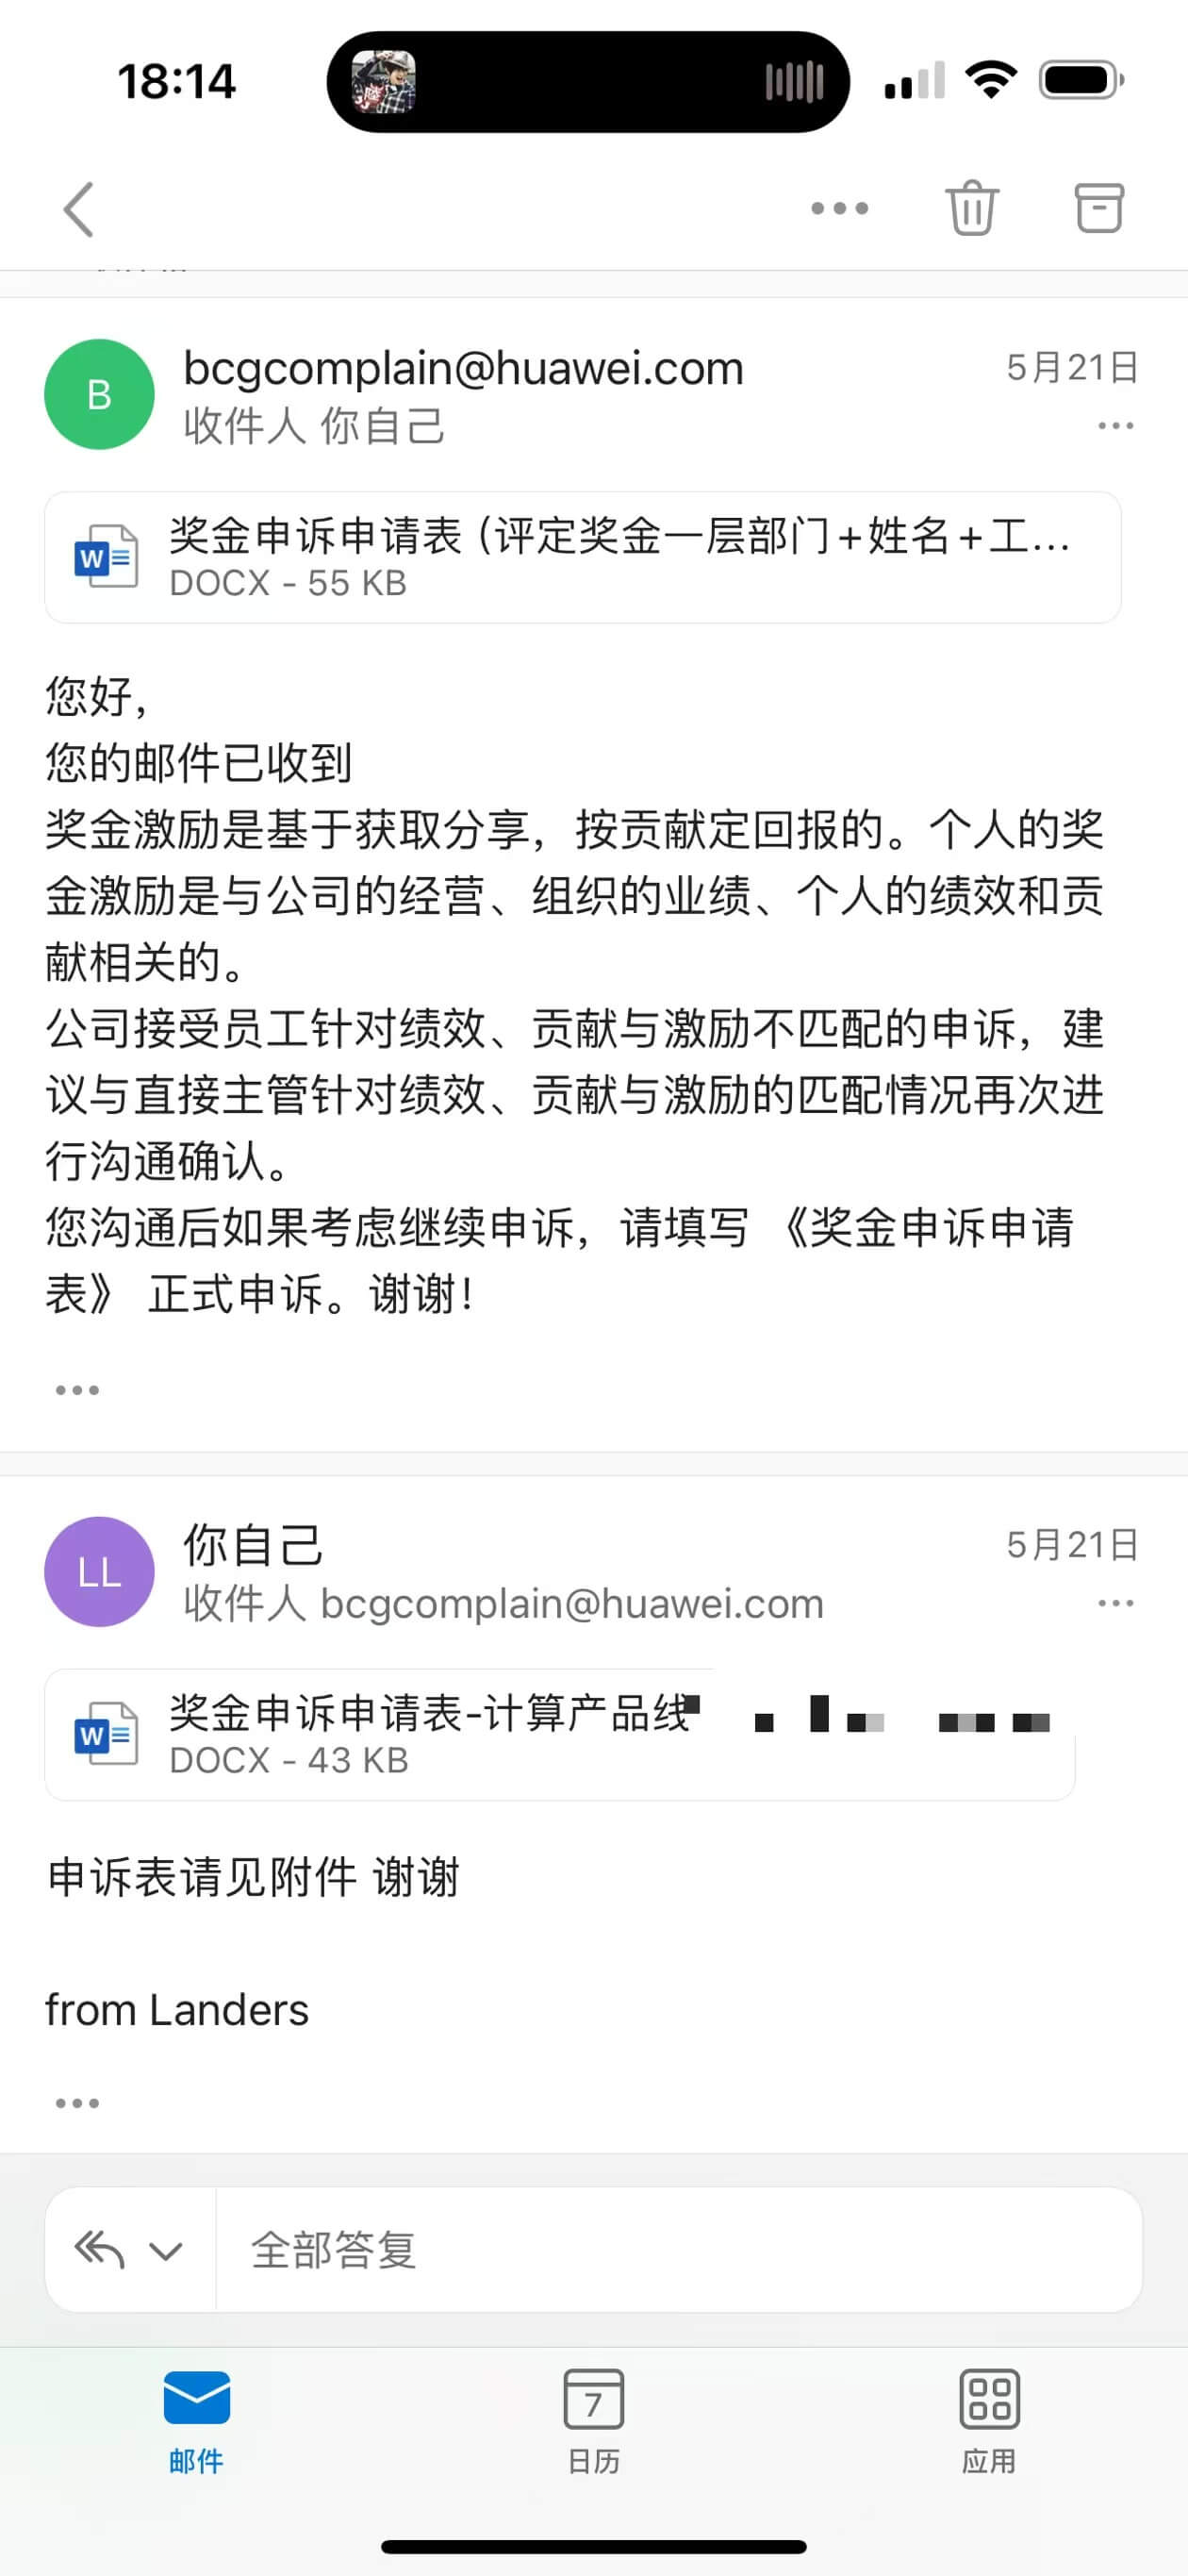 18:14
bcgcomplain@huawei.com
5月21日
收件人 你自己
奖金申诉申请表 (评定奖金一层部门+姓名+工...
DOCX - 55 KB
您好，
您的邮件已收到
奖金激励是基于获取分享，按贡献定回报的。个人的奖
金激励是与公司的经营、组织的业绩、个人的绩效和贡
献相关的。
公司接受员工针对绩效、贡献与激励不匹配的申诉，建
议与直接主管针对绩效、贡献与激励的匹配情况再次进
行沟通确认。
您沟通后如果考虑继续申诉，请填写 《奖金申诉申请
表》 正式申诉。谢谢！
B
你自己
5月21日
收件人 bcgcomplain@huawei.com
LL
奖金申诉申请表-计算产品线
DOCX - 43 KB
申诉表请见附件 谢谢
from Landers
全部答复
7
邮件
日历
应用